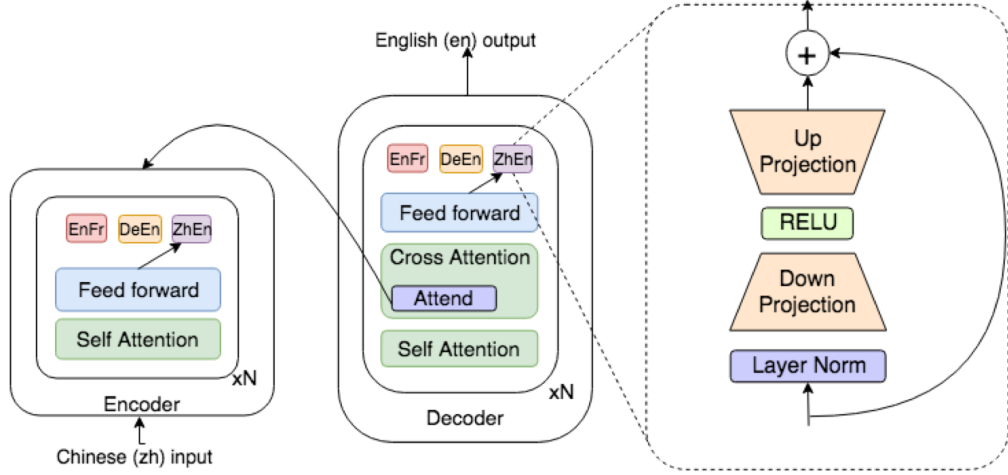 English (en) output
EnFr DeEn ZhEn
Feed forward
Cross Attention
Attend
Self Attention
xN
Decoder
EnFr DeEn ZhEn
Feed forward
Self Attention
xN
Encoder
Chinese (zh) input
+
Up
Projection
RELU
Down
Projection
Layer Norm